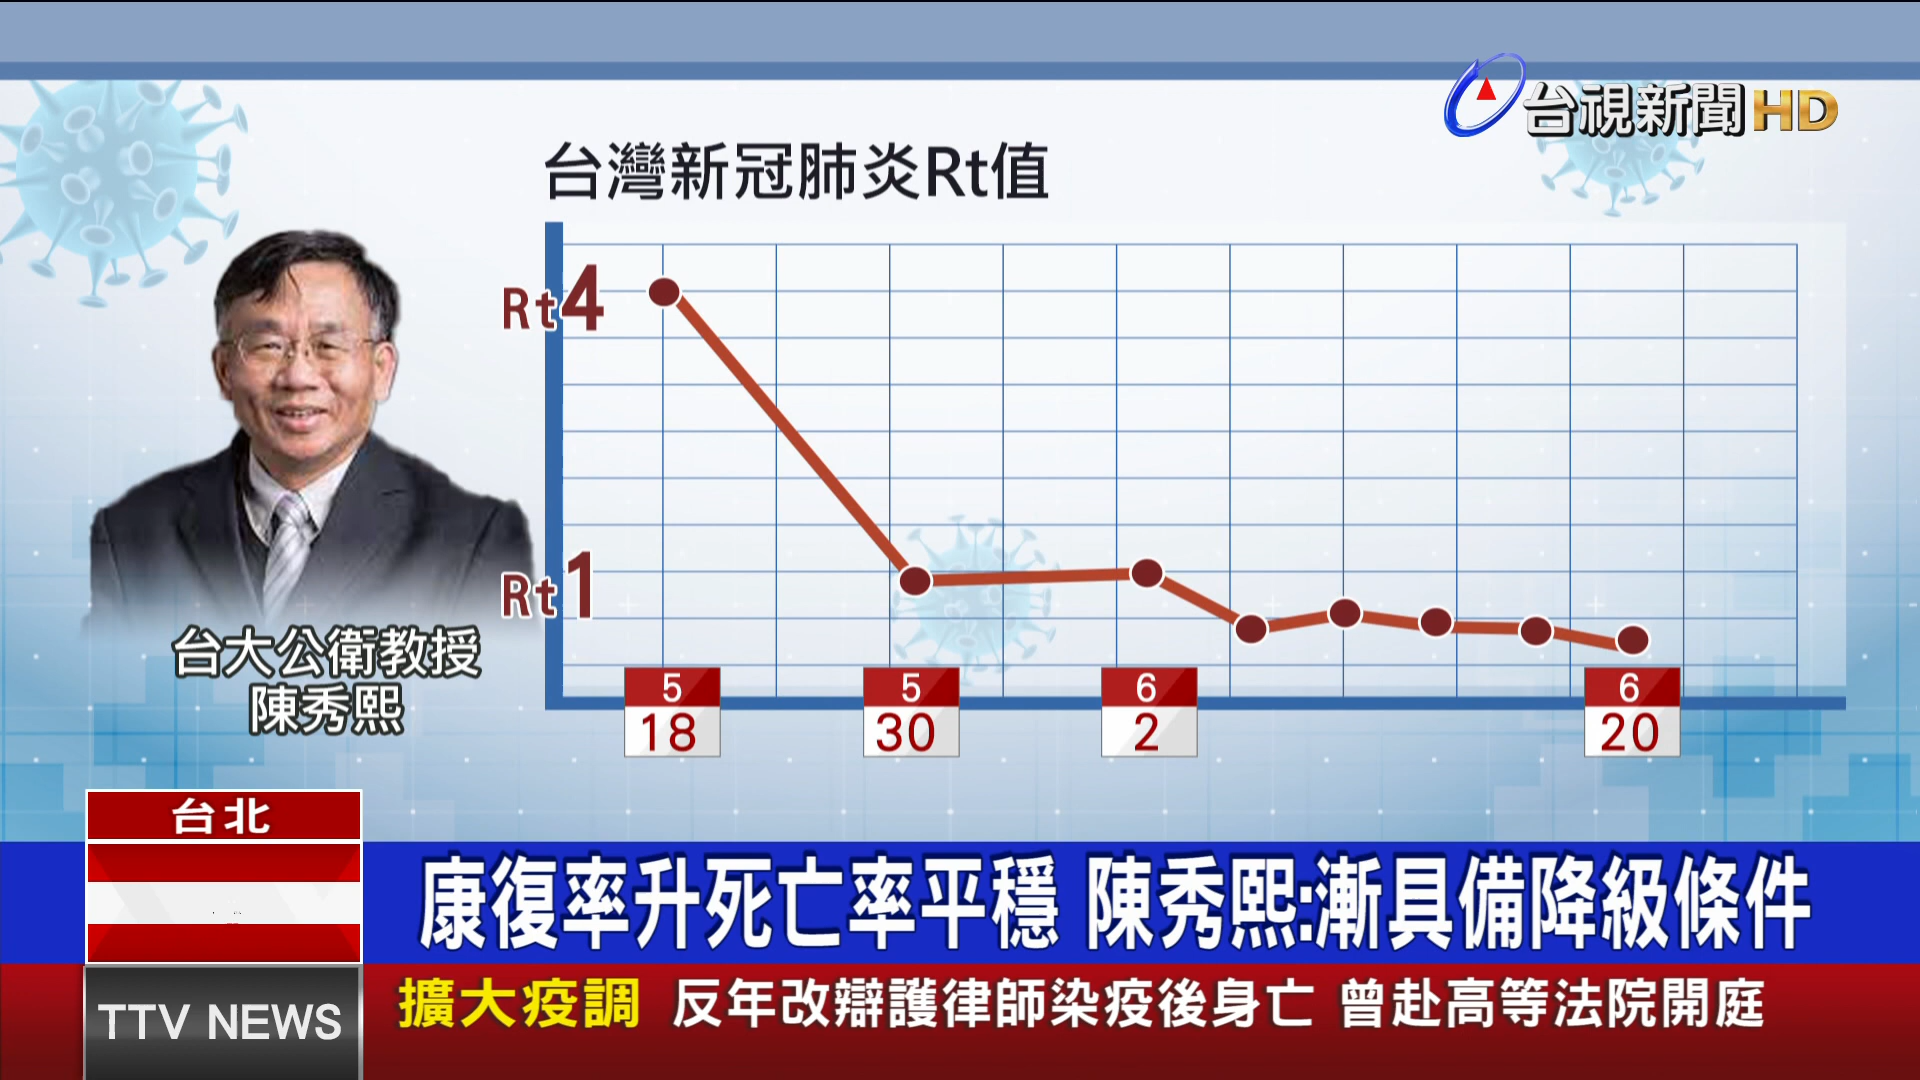 台視新聞HD
台灣新冠肺炎Rt值
Rt4
Rt1
5
18
5
30
6
2
6
20
台大公衛教授
陳秀熙
台北
康復率升死亡率平穩 陳秀熙:漸具備降級條件
TTV NEWS
擴大疫調 反年改辯護律師染疫後身亡 曾赴高等法院開庭